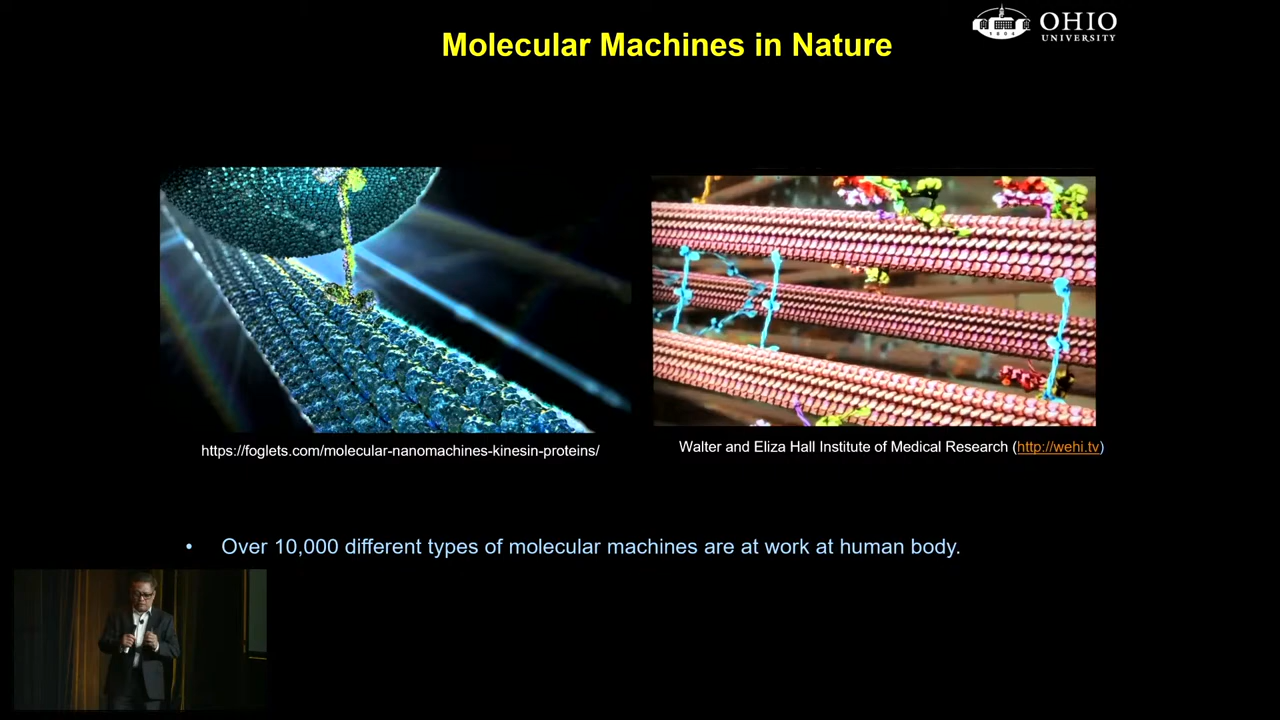 Molecular Machines in Nature
OHIO
UNIVERSITY
1804
https://foglets.com/molecular-nanomachines-kinesin-proteins/
Walter and Eliza Hall Institute of Medical Research (http://wehi.tv)
• Over 10,000 different types of molecular machines are at work at human body.